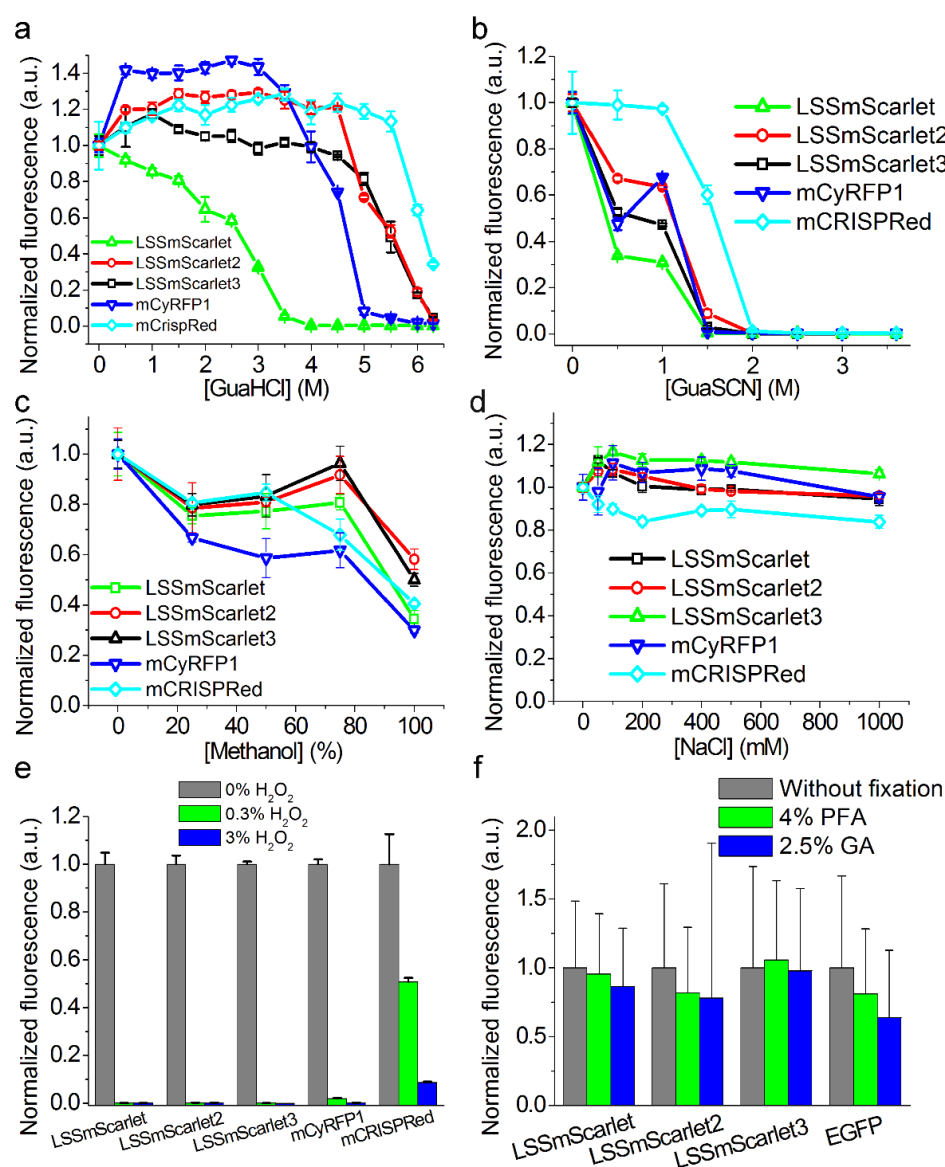 a
Normalized fluorescence (a.u.)
1.4
1.2
1.0
0.8
0.6
0.4
0.2
0.0
LSSmScarlet
LSSmScarlet2
LSSmScarlet3
mCyRFP1
mCrispRed
0 1 2 3 4 5 6
[GuaHCl] (M)
b
Normalized fluorescence (a.u.)
1.2
1.0
0.8
0.6
0.4
0.2
0.0
LSSmScarlet
LSSmScarlet2
LSSmScarlet3
mCyRFP1
mCRISPRed
0 1 2 3
[GuaSCN] (M)
c
Normalized fluorescence (a.u.)
1.0
0.8
0.6
0.4
0.2
0.0
LSSmScarlet
LSSmScarlet2
LSSmScarlet3
mCyRFP1
mCRISPRed
0 20 40 60 80 100
[Methanol] (%)
d
Normalized fluorescence (a.u.)
1.2
1.0
0.8
0.6
0.4
0.2
0.0
LSSmScarlet
LSSmScarlet2
LSSmScarlet3
mCyRFP1
mCRISPRed
0 200 400 600 800 1000
[NaCl] (mM)
e
Normalized fluorescence (a.u.)
1.2
1.0
0.8
0.6
0.4
0.2
0.0
0% H₂O₂
0.3% H₂O₂
3% H₂O₂
LSSmScarlet LSSmScarlet2 LSSmScarlet3 mCyRFP1 mCRISPRed
f
Normalized fluorescence (a.u.)
2.0
1.5
1.0
0.5
0.0
Without fixation
4% PFA
2.5% GA
LSSmScarlet LSSmScarlet2 LSSmScarlet3 EGFP